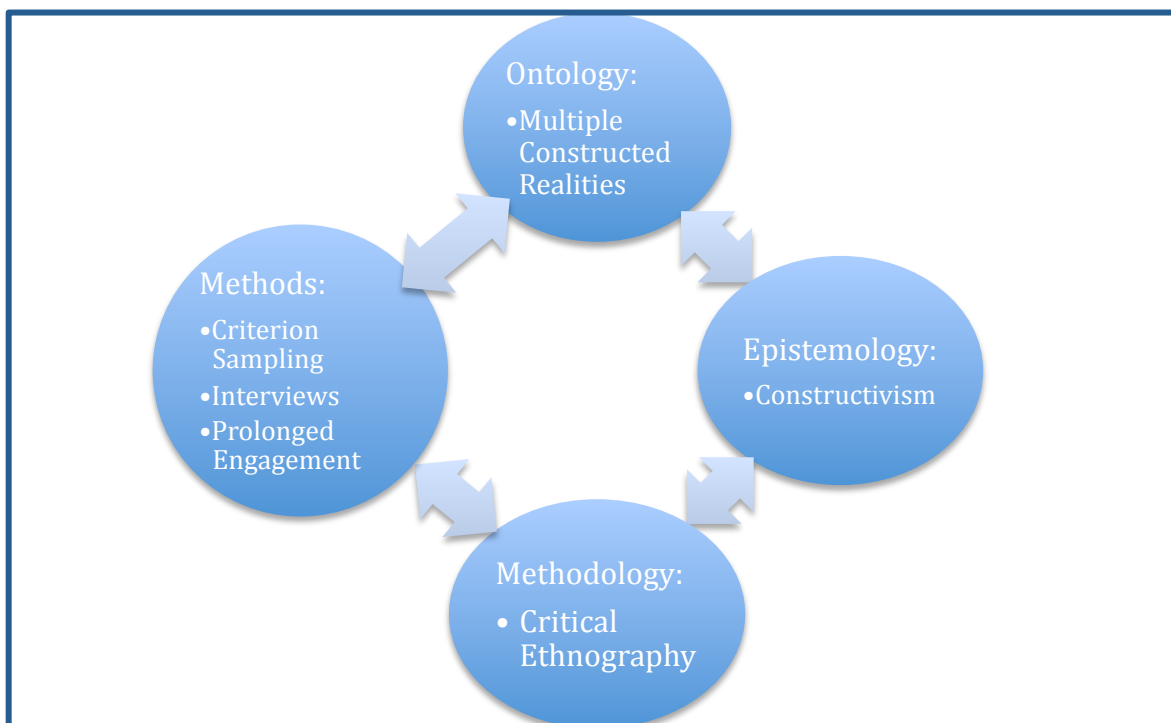 Ontology:
•Multiple
Constructed
Realities
Epistemology:
•Constructivism
Methodology:
• Critical
Ethnography
Methods:
•Criterion
Sampling
•Interviews
•Prolonged
Engagement